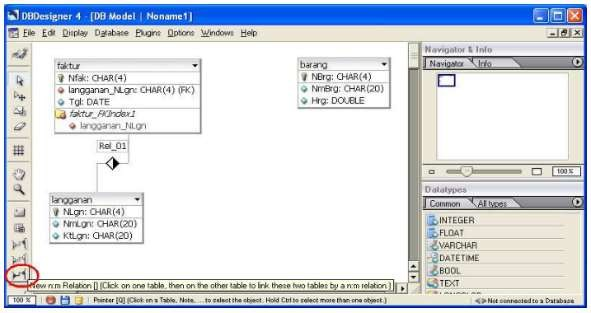 DBDesigner 4 - [DB Model | Noname1]
File Edit Display Database Plugins Options Windows Help
faktur
Nfak: CHAR(4)
langganan_NLgn: CHAR(4) (FK)
Tgl: DATE
faktur_FKIndex1
langganan_NLgn
Rel_01
langganan
NLgn: CHAR(4)
NmLgn: CHAR(20)
KtLgn: CHAR(20)
barang
NBrg: CHAR(4)
NmBrg: CHAR(20)
Hrg: DOUBLE
Navigator & Info
Navigator Info
100 %
Datatypes
Common All types
INTEGER
FLOAT
VARCHAR
DATETIME
BOOL
TEXT
New n:m Relation [] (Click on one table, then on the other table to link these two tables by a n:m relation.)
100 % Pointer [Q] (Click on a Table, Note, ... to select the object. Hold Ctrl to select more than one object.) Not connected to a Database